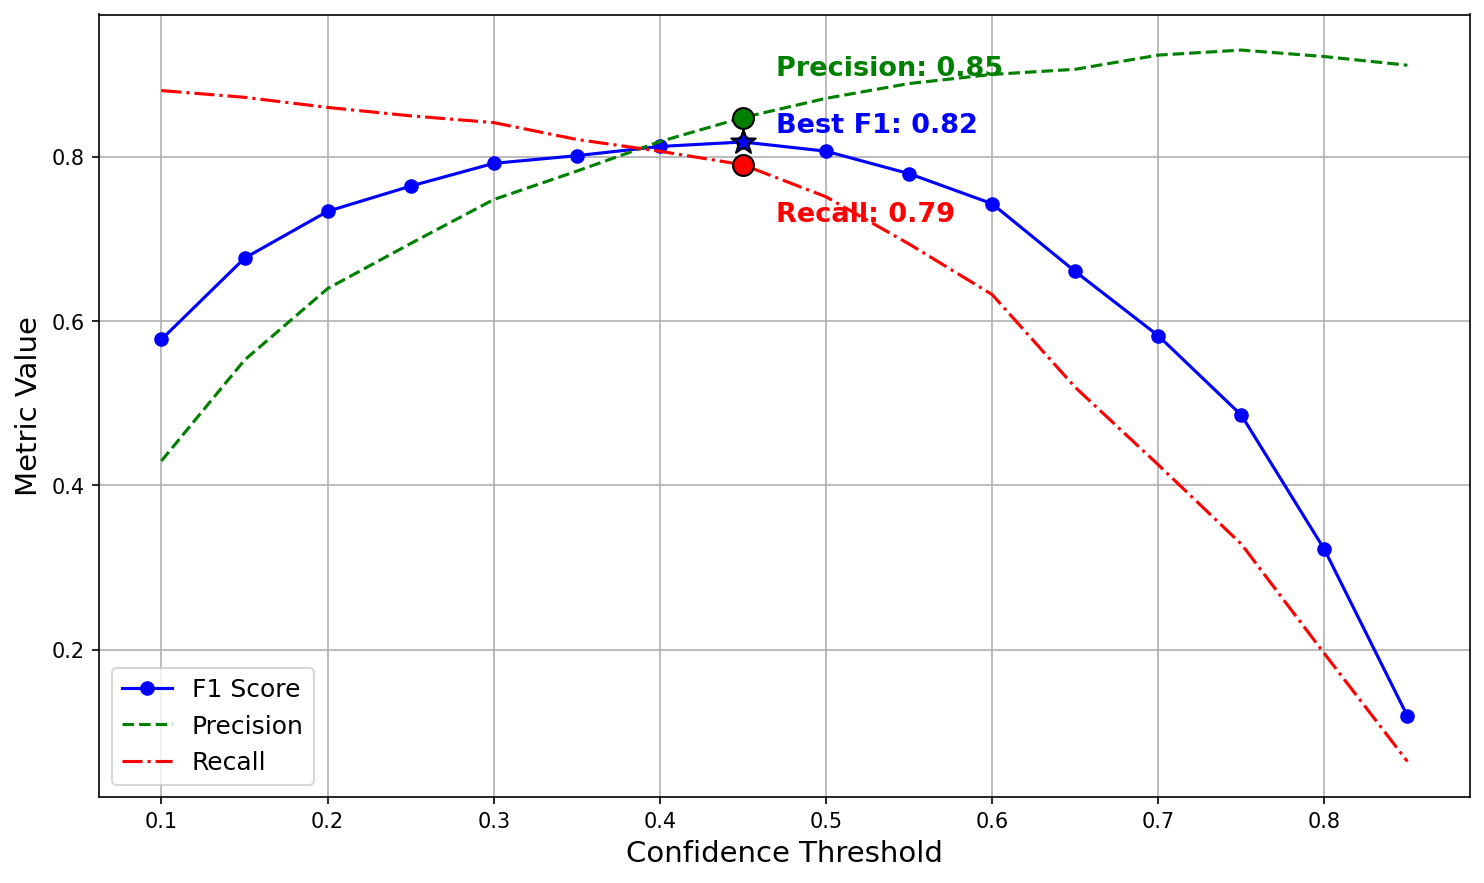 Precision: 0.85
Best F1: 0.82
Recall: 0.79
0.8
0.6
0.4
0.2
Metric Value
F1 Score
Precision
Recall
0.1 0.2 0.3 0.4 0.5 0.6 0.7 0.8
Confidence Threshold